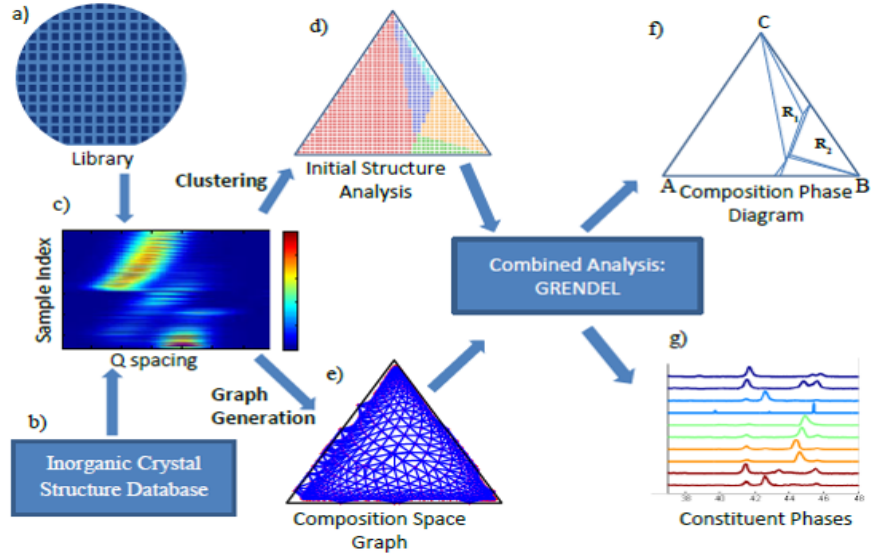 a)
Library
b)
Inorganic Crystal
Structure Database
c)
Sample Index
Q spacing
Clustering
Graph
Generation
d)
Initial Structure
Analysis
e)
Composition Space
Graph
Combined Analysis:
GRENDEL
f)
C
R1
R2
A
B
Composition Phase
Diagram
g)
40 42 44 46 48
Constituent Phases